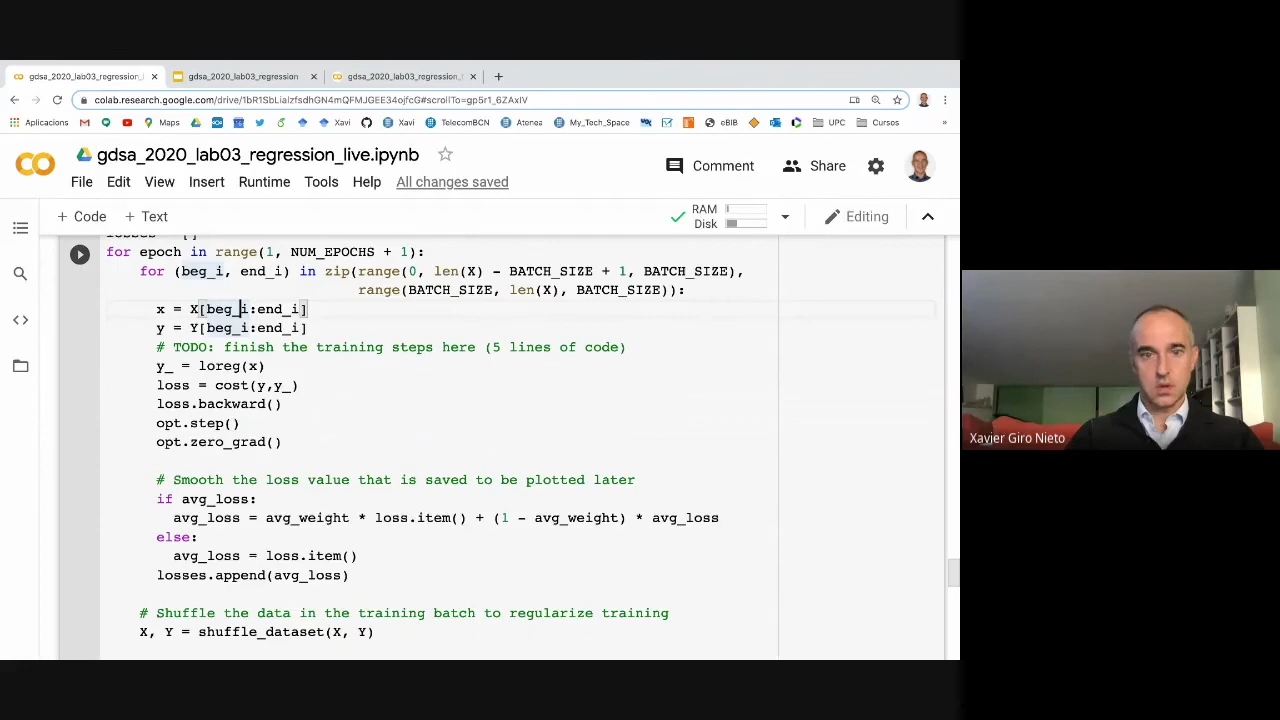 gdsa_2020_lab03_regression_l
gdsa_2020_lab03_regression
gdsa_2020_lab03_regression_t
colab.research.google.com/drive/1bR1SbLiaIzfsdhGN4mQFMJGEE34ojfcG#scrollTo=gp5r1_6ZAxIV
Aplicacions
Maps
Xavi
Xavi
TelecomBCN
Atenea
My_Tech_Space
eBIB
UPC
Cursos
»
gdsa_2020_lab03_regression_live.ipynb
Comment
Share
File Edit View Insert Runtime Tools Help All changes saved
+ Code + Text
RAM
Disk
Editing
for epoch in range(1, NUM_EPOCHS + 1):
for (beg_i, end_i) in zip(range(0, len(X) - BATCH_SIZE + 1, BATCH_SIZE),
range(BATCH_SIZE, len(X), BATCH_SIZE)):
x = X[beg_i:end_i]
y = Y[beg_i:end_i]
# TODO: finish the training steps here (5 lines of code)
y_ = loreg(x)
loss = cost(y,y_)
loss.backward()
opt.step()
opt.zero_grad()
# Smooth the loss value that is saved to be plotted later
if avg_loss:
avg_loss = avg_weight * loss.item() + (1 - avg_weight) * avg_loss
else:
avg_loss = loss.item()
losses.append(avg_loss)
# Shuffle the data in the training batch to regularize training
X, Y = shuffle_dataset(X, Y)
Xavier Giro Nieto